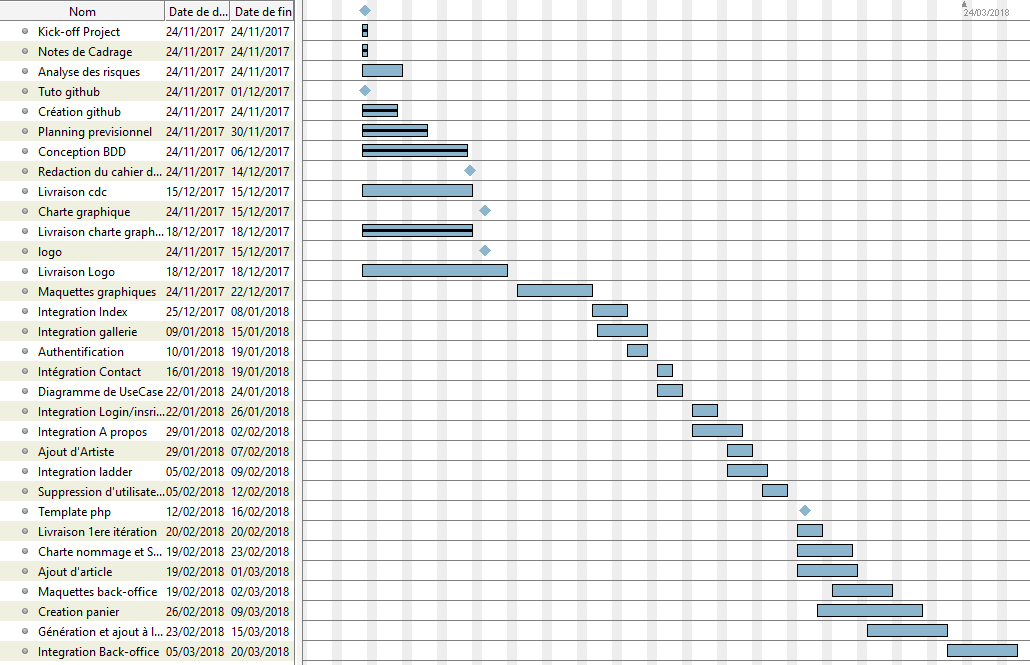 Nom Date de d... Date de fin 24/03/2018
Kick-off Project 24/11/2017 24/11/2017
Notes de Cadrage 24/11/2017 24/11/2017
Analyse des risques 24/11/2017 24/11/2017
Tuto github 24/11/2017 01/12/2017
Création github 24/11/2017 24/11/2017
Planning previsionnel 24/11/2017 30/11/2017
Conception BDD 24/11/2017 06/12/2017
Redaction du cahier d... 24/11/2017 14/12/2017
Livraison cdc 15/12/2017 15/12/2017
Charte graphique 24/11/2017 15/12/2017
Livraison charte graph... 18/12/2017 18/12/2017
logo 24/11/2017 15/12/2017
Livraison Logo 18/12/2017 18/12/2017
Maquettes graphiques 24/11/2017 22/12/2017
Integration Index 25/12/2017 08/01/2018
Integration gallerie 09/01/2018 15/01/2018
Authentification 10/01/2018 19/01/2018
Intégration Contact 16/01/2018 19/01/2018
Diagramme de UseCase 22/01/2018 24/01/2018
Integration Login/insri... 22/01/2018 26/01/2018
Integration A propos 29/01/2018 02/02/2018
Ajout d'Artiste 29/01/2018 07/02/2018
Integration ladder 05/02/2018 09/02/2018
Suppression d'utilisate... 05/02/2018 12/02/2018
Template php 12/02/2018 16/02/2018
Livraison 1ere itération 20/02/2018 20/02/2018
Charte nommage et S... 19/02/2018 23/02/2018
Ajout d'article 19/02/2018 01/03/2018
Maquettes back-office 19/02/2018 02/03/2018
Creation panier 26/02/2018 09/03/2018
Génération et ajout à l... 23/02/2018 15/03/2018
Integration Back-office 05/03/2018 20/03/2018